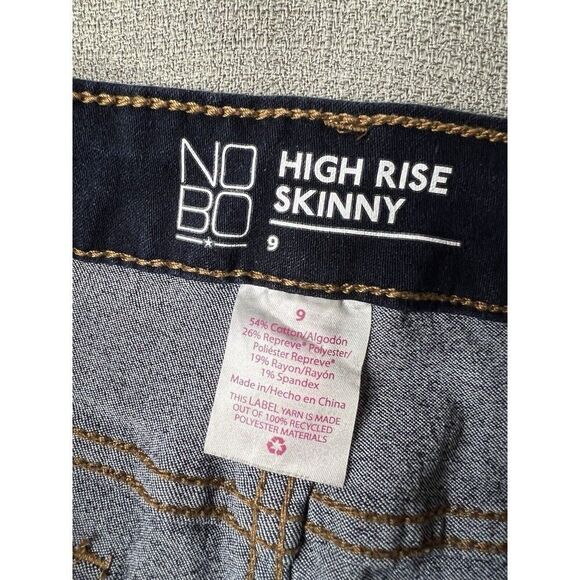 NO
BO
HIGH RISE
SKINNY
9
9
54% Cotton/Algodón
26% Repreve® Polyester/
Poliéster Repreve®
19% Rayon/Rayón
1% Spandex
Made in/Hecho en China
THIS LABEL YARN IS MADE
OUT OF 100% RECYCLED
POLYESTER MATERIALS